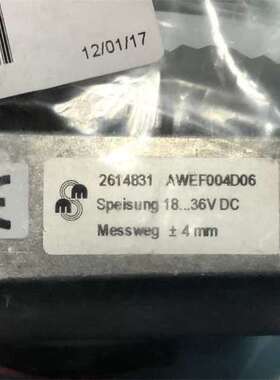 12/01/17
2614831 AWEF004D06
Speisung 18...36V DC
Messweg ± 4 mm